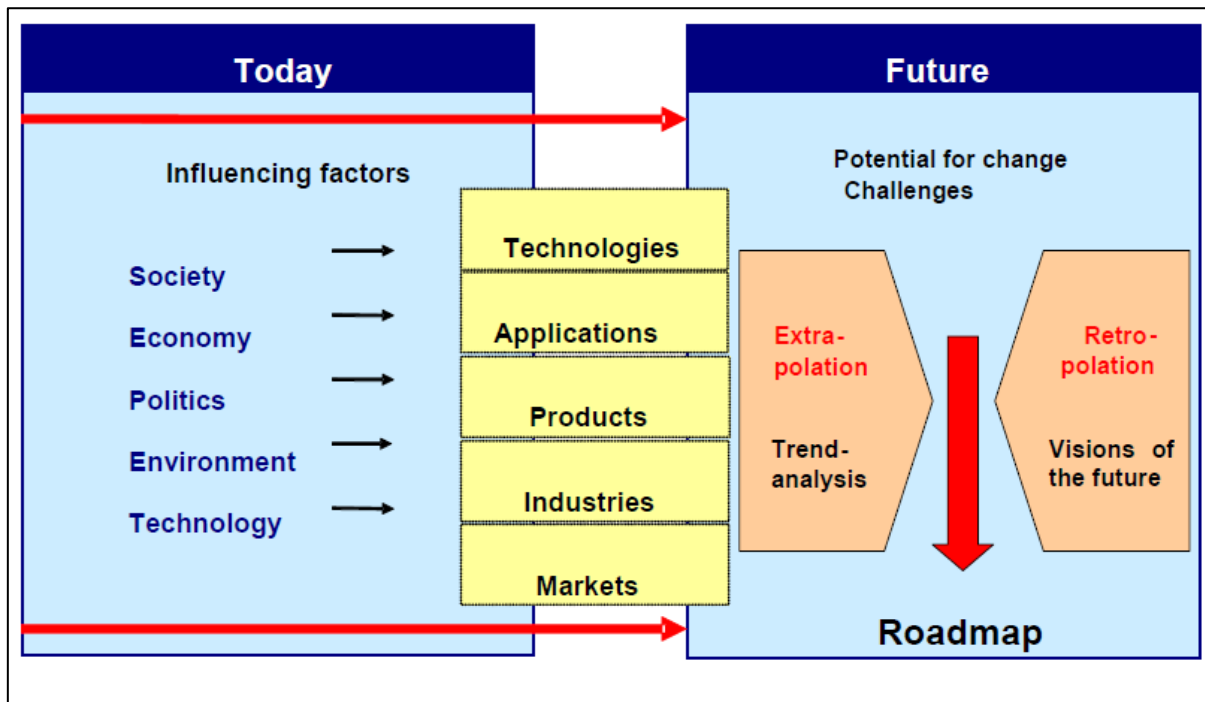 Today
Influencing factors
Society
Economy
Politics
Environment
Technology
Technologies
Applications
Products
Industries
Markets
Future
Potential for change
Challenges
Extra-
polation
Trend-
analysis
Retro-
polation
Visions of
the future
Roadmap